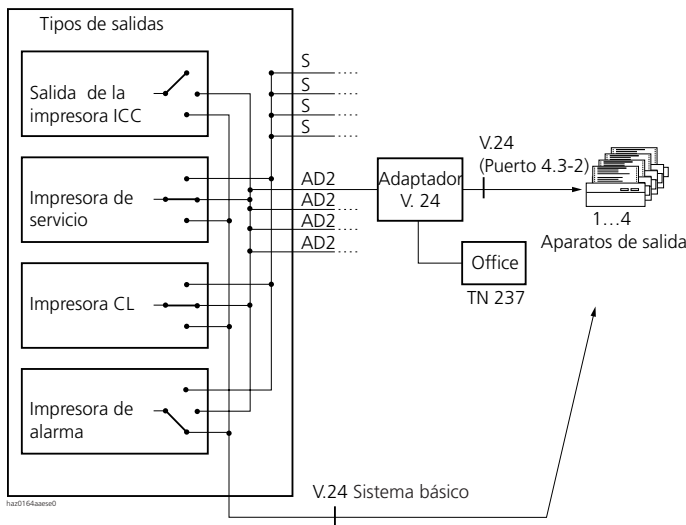 Tipos de salidas
Salida de la
impresora ICC
Impresora de
servicio
Impresora CL
Impresora de
alarma
S
S
S
S
AD2
AD2
AD2
AD2
Adaptador
V. 24
V.24
(Puerto 4.3-2)
1...4
Aparatos de salida
Office
TN 237
V.24 Sistema básico
haz0164aaese0